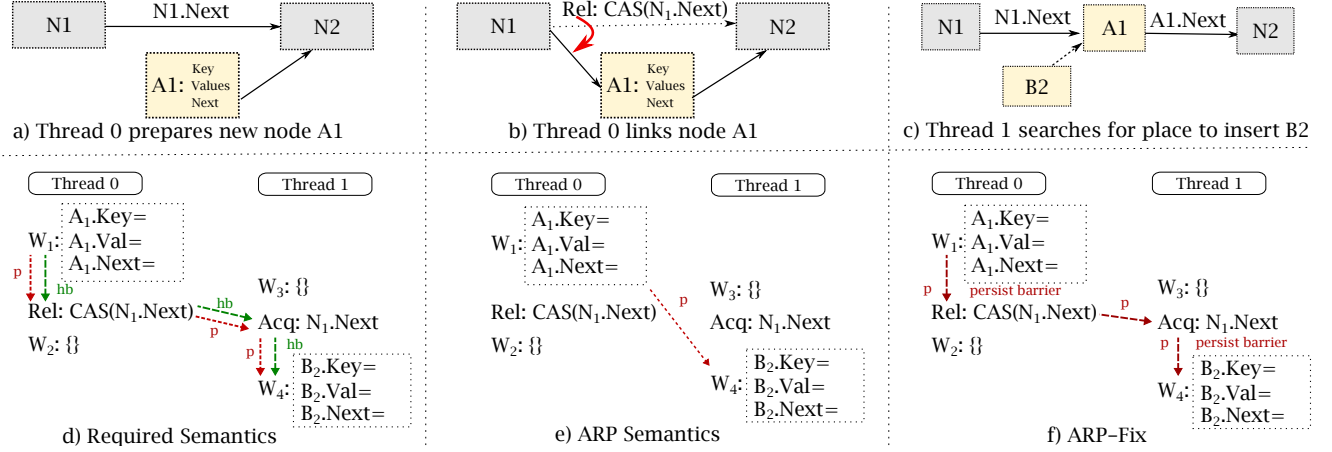 N1
N1.Next
N2
A1:
Key
Values
Next
a) Thread 0 prepares new node A1
N1
Rel: CAS(N₁.Next)
N2
A1:
Key
Values
Next
b) Thread 0 links node A1
N1
N1.Next
A1
A1.Next
N2
B2
c) Thread 1 searches for place to insert B2
Thread 0
Thread 1
W₁:
A₁.Key=
A₁.Val=
A₁.Next=
p
hb
W₃: {}
Rel: CAS(N₁.Next)
hb
p
Acq: N₁.Next
W₂: {}
p
hb
W₄:
B₂.Key=
B₂.Val=
B₂.Next=
d) Required Semantics
Thread 0
Thread 1
W₁:
A₁.Key=
A₁.Val=
A₁.Next=
p
W₃: {}
Rel: CAS(N₁.Next)
Acq: N₁.Next
W₂: {}
W₄:
B₂.Key=
B₂.Val=
B₂.Next=
e) ARP Semantics
Thread 0
Thread 1
W₁:
A₁.Key=
A₁.Val=
A₁.Next=
p
persist barrier
W₃: {}
Rel: CAS(N₁.Next)
p
Acq: N₁.Next
W₂: {}
p
persist barrier
W₄:
B₂.Key=
B₂.Val=
B₂.Next=
f) ARP-Fix